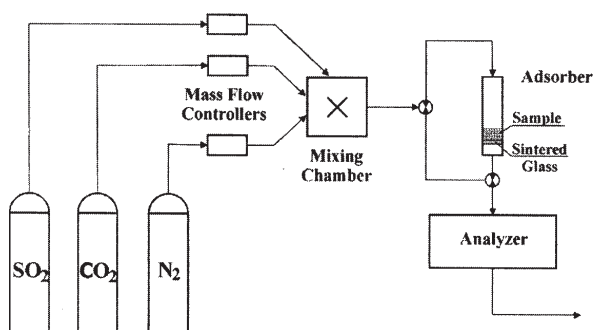 Mass Flow
Controllers
Mixing
Chamber
Adsorber
Sample
Sintered
Glass
Analyzer
SO₂
CO₂
N₂